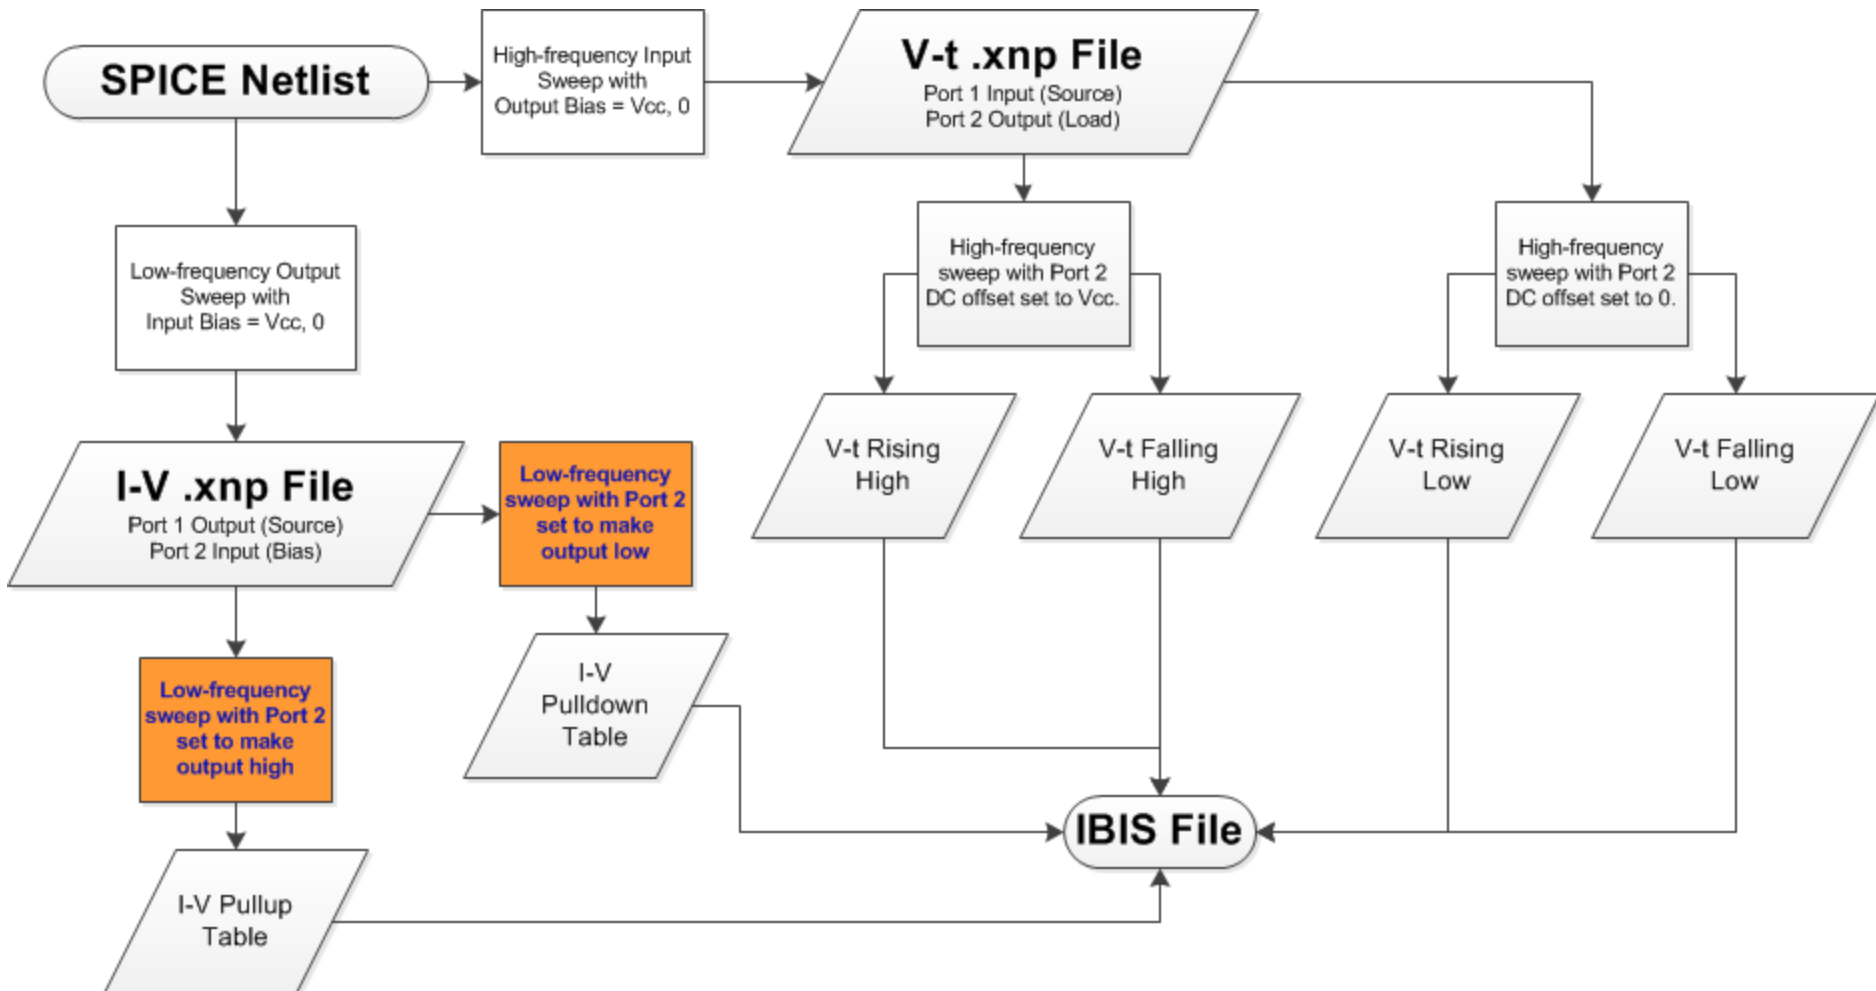 SPICE Netlist
High-frequency Input
Sweep with
Output Bias = Vcc, 0
V-t .xnp File
Port 1 Input (Source)
Port 2 Output (Load)
Low-frequency Output
Sweep with
Input Bias = Vcc, 0
High-frequency
sweep with Port 2
DC offset set to Vcc.
High-frequency
sweep with Port 2
DC offset set to 0.
I-V .xnp File
Port 1 Output (Source)
Port 2 Input (Bias)
Low-frequency
sweep with Port 2
set to make
output low
V-t Rising
High
V-t Falling
High
V-t Rising
Low
V-t Falling
Low
Low-frequency
sweep with Port 2
set to make
output high
I-V
Pulldown
Table
IBIS File
I-V Pullup
Table